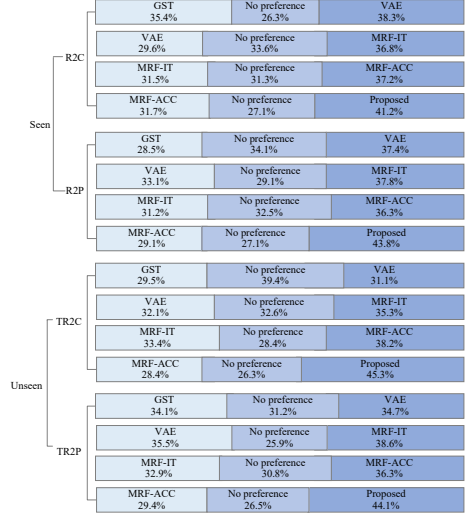 GST No preference VAE
35.4% 26.3% 38.3%
VAE No preference MRF-IT
29.6% 33.6% 36.8%
R2C
MRF-IT No preference MRF-ACC
31.5% 31.3% 37.2%
MRF-ACC No preference Proposed
31.7% 27.1% 41.2%
Seen
GST No preference VAE
28.5% 34.1% 37.4%
VAE No preference MRF-IT
33.1% 29.1% 37.8%
R2P
MRF-IT No preference MRF-ACC
31.2% 32.5% 36.3%
MRF-ACC No preference Proposed
29.1% 27.1% 43.8%
GST No preference VAE
29.5% 39.4% 31.1%
VAE No preference MRF-IT
32.1% 32.6% 35.3%
TR2C
MRF-IT No preference MRF-ACC
33.4% 28.4% 38.2%
MRF-ACC No preference Proposed
28.4% 26.3% 45.3%
Unseen
GST No preference VAE
34.1% 31.2% 34.7%
VAE No preference MRF-IT
35.5% 25.9% 38.6%
TR2P
MRF-IT No preference MRF-ACC
32.9% 30.8% 36.3%
MRF-ACC No preference Proposed
29.4% 26.5% 44.1%